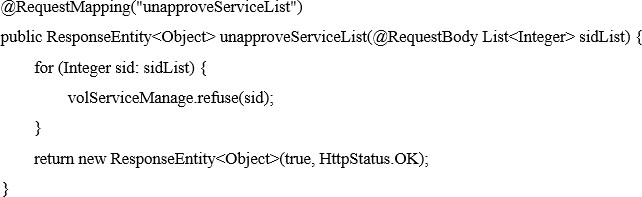 @RequestMapping("unapproveServiceList")
public ResponseEntity<Object> unapproveServiceList(@RequestBody List<Integer> sidList) {
for (Integer sid: sidList) {
volServiceManage.refuse(sid);
}
return new ResponseEntity<Object>(true, HttpStatus.OK);
}